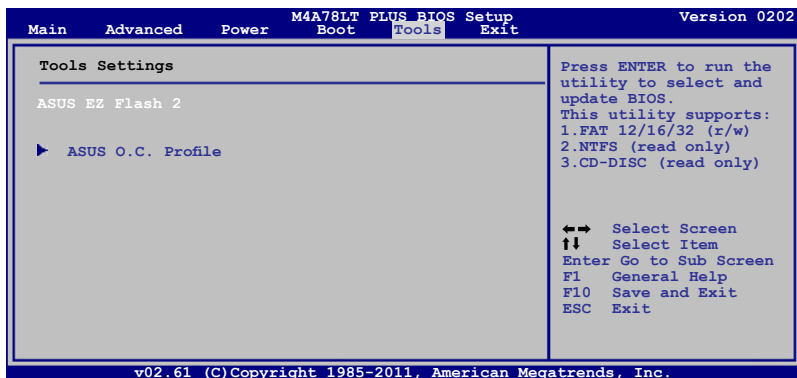 M4A78LT PLUS BIOS Setup Version 0202
Main Advanced Power Boot Tools Exit
Tools Settings
ASUS EZ Flash 2
ASUS O.C. Profile
Press ENTER to run the
utility to select and
update BIOS.
This utility supports:
1.FAT 12/16/32 (r/w)
2.NTFS (read only)
3.CD-DISC (read only)
←→ Select Screen
↑↓ Select Item
Enter Go to Sub Screen
F1 General Help
F10 Save and Exit
ESC Exit
v02.61 (C)Copyright 1985-2011, American Megatrends, Inc.